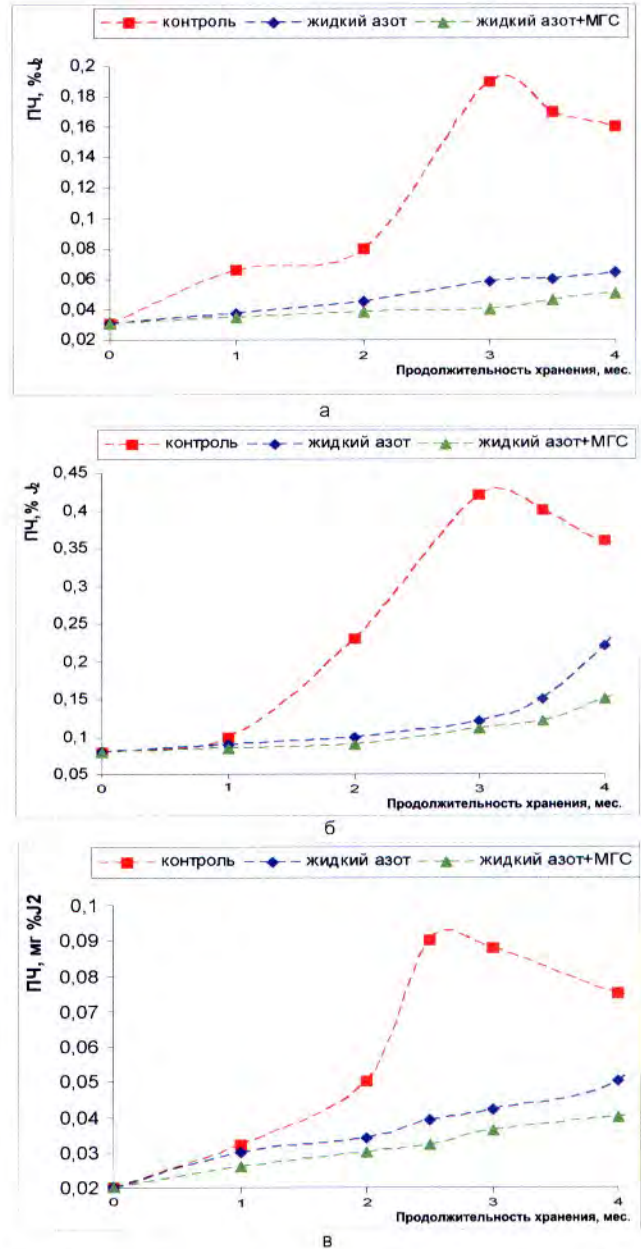 контроль жидкий азот жидкий азот+МГС
ПЧ, %J₂
0,2
0,18
0,16
0,14
0,12
0,1
0,08
0,06
0,04
0,02
0 1 2 3 4
Продолжительность хранения, мес.
а
контроль жидкий азот жидкий азот+МГС
ПЧ,% J₂
0,45
0,4
0,35
0,3
0,25
0,2
0,15
0,1
0,05
0 1 2 3 4
Продолжительность хранения, мес.
б
контроль жидкий азот жидкий азот+МГС
ПЧ, мг %J2
0,1
0,09
0,08
0,07
0,06
0,05
0,04
0,03
0,02
0 1 2 3 4
Продолжительность хранения, мес.
в